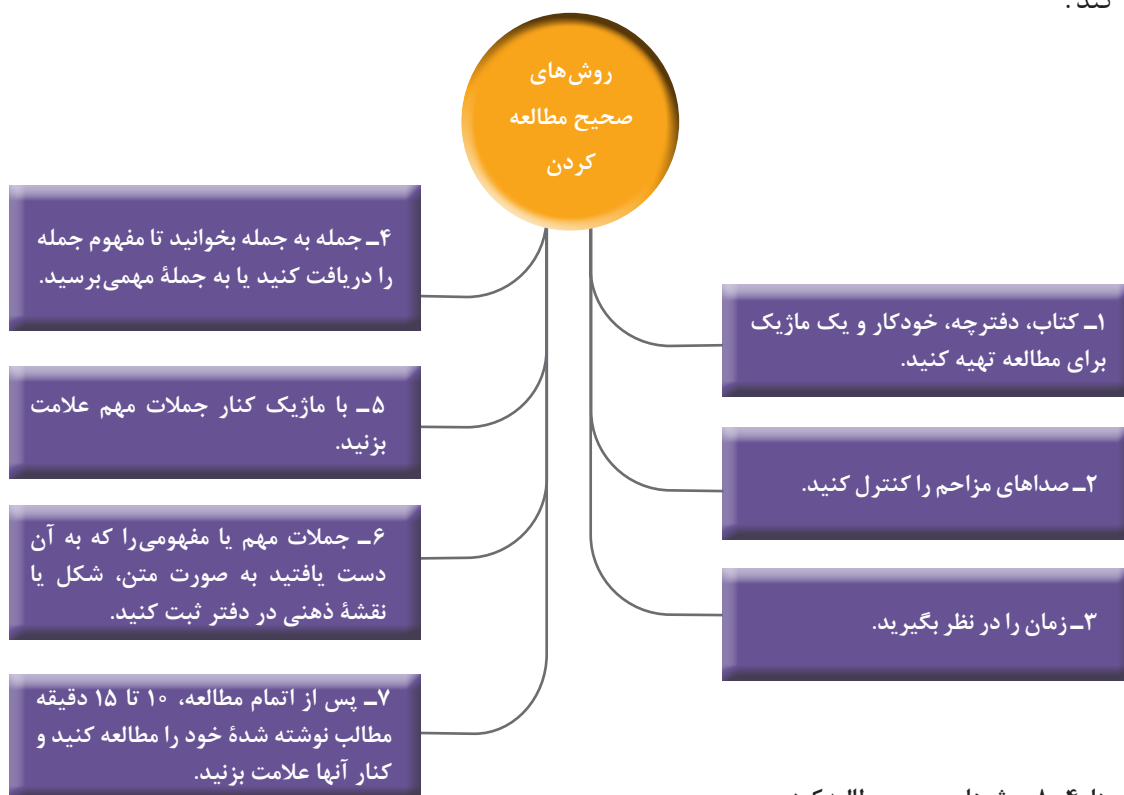 کند:
روش‌های
صحیح مطالعه
کردن
۱ـ کتاب، دفترچه، خودکار و یک ماژیک
برای مطالعه تهیه کنید.
۲ـ صداهای مزاحم را کنترل کنید.
۳ـ زمان را در نظر بگیرید.
۴ـ جمله به جمله بخوانید تا مفهوم جمله
را دریافت کنید یا به جملهٔ مهمی‌برسید.
۵ـ با ماژیک کنار جملات مهم علامت
بزنید.
۶ـ جملات مهم یا مفهومی‌را که به آن
دست یافتید به صورت متن، شکل یا
نقشهٔ ذهنی در دفتر ثبت کنید.
۷ـ پس از اتمام مطالعه، ۱۰ تا ۱۵ دقیقه
مطالب نوشته شدهٔ خود را مطالعه کنید و
کنار آنها علامت بزنید.